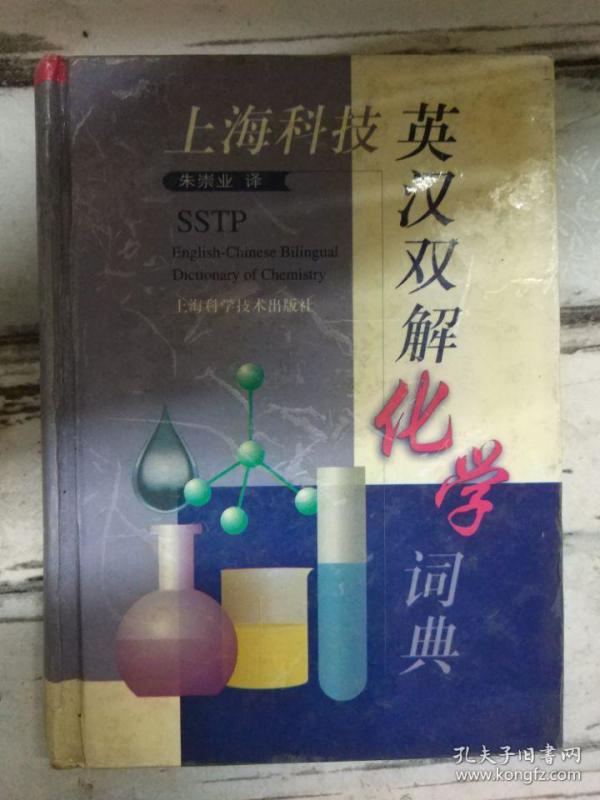 上海科技
英汉双解化学词典
朱崇业 译
SSTP
English-Chinese Bilingual
Dictionary of Chemistry
上海科学技术出版社
孔夫子旧书网
www.kongfz.com